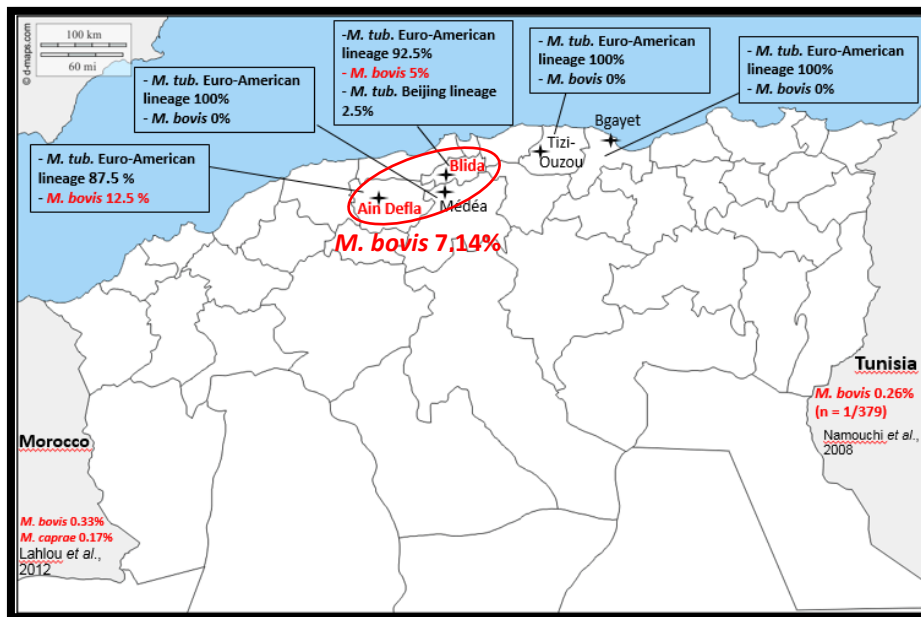 100 km
60 mi
© d-maps.com
- M. tub. Euro-American
lineage 100%
- M. bovis 0%
-M. tub. Euro-American
lineage 92.5%
- M. bovis 5%
- M. tub. Beijing lineage
2.5%
- M. tub. Euro-American
lineage 100%
- M. bovis 0%
- M. tub. Euro-American
lineage 100%
- M. bovis 0%
- M. tub. Euro-American
lineage 87.5 %
- M. bovis 12.5 %
Bgayet
Tizi-
Ouzou
Blida
Ain Defla
Médéa
M. bovis 7,14%
Tunisia
M. bovis 0.26%
(n = 1/379)
Namouchi et al.,
2008
Morocco
M. bovis 0.33%
M. caprae 0.17%
Lahlou et al.,
2012